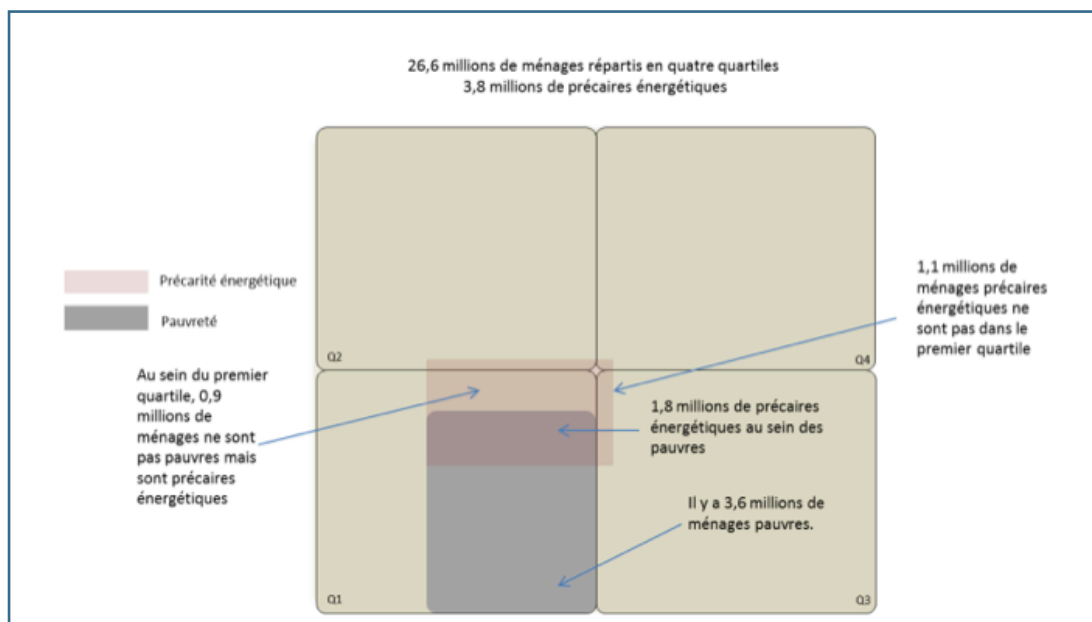 26,6 millions de ménages répartis en quatre quartiles
3,8 millions de précaires énergétiques
Précarité énergétique
Pauvreté
1,1 millions de
ménages précaires
énergétiques ne
sont pas dans le
premier quartile
Q2
Q4
Au sein du premier
quartile, 0,9
millions de
ménages ne sont
pas pauvres mais
sont précaires
énergétiques
1,8 millions de précaires
énergétiques au sein des
pauvres
Il y a 3,6 millions de
ménages pauvres.
Q1
Q3